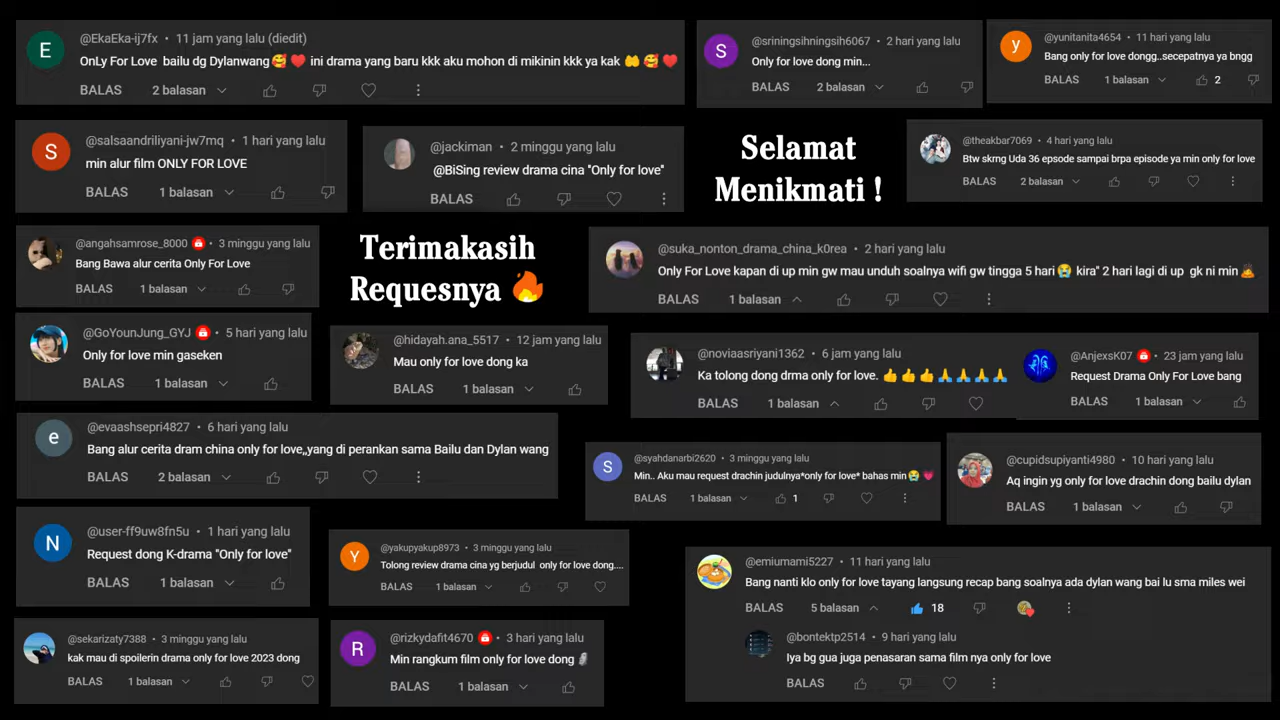 E
@EkaEka-ij7fx • 11 jam yang lalu (diedit)
OnLy For LOve bailu dg Dylanwang 🥰 ♥️ ini drama yang baru kkk aku mohon di mikinin kkk ya kak 🤲 🥰 ♥️
BALAS 2 balasan
S
@sriningsihningsih6067 • 2 hari yang lalu
Only for love dong min...
BALAS 2 balasan
y
@yunitanita4654 • 11 hari yang lalu
Bang only for love dongg..secepatnya ya bngg
BALAS 1 balasan 2
S
@salsaandriliyani-jw7mq • 1 hari yang lalu
min alur film ONLY FOR LOVE
BALAS 1 balasan
@jackiman • 2 minggu yang lalu
@BiSing review drama cina "Only for love"
BALAS
Selamat
Menikmati !
@theakbar7069 • 4 hari yang lalu
Btw skrng Uda 36 epsode sampai brpa episode ya min only for love
BALAS 2 balasan
@angahsamrose_8000 • 3 minggu yang lalu
Bang Bawa alur cerita Only For Love
BALAS 1 balasan
Terimakasih
Requesnya 🔥
@suka_nonton_drama_china_k0rea • 2 hari yang lalu
Only For Love kapan di up min gw mau unduh soalnya wifi gw tingga 5 hari😭 kira" 2 hari lagi di up gk ni min🙇
BALAS 1 balasan
@GoYounJung_GYJ • 5 hari yang lalu
Only for love min gaseken
BALAS 1 balasan
@hidayah.ana_5517 • 12 jam yang lalu
Mau only for love dong ka
BALAS 1 balasan
@noviaasriyani1362 • 6 jam yang lalu
Ka tolong dong drma only for love. 👍👍👍🙏🙏🙏🙏
BALAS 1 balasan
@AnjexsK07 • 23 jam yang lalu
Request Drama Only For Love bang
BALAS 1 balasan
e
@evaashsepri4827 • 6 hari yang lalu
Bang alur cerita dram china only for love,,yang di perankan sama Bailu dan Dylan wang
BALAS 2 balasan
S
@syahdanarbi2620 • 3 minggu yang lalu
Min.. Aku mau request drachin judulnya*only for love* bahas min😭 💗
BALAS 1 balasan 1
@cupidsupiyanti4980 • 10 hari yang lalu
Aq ingin yg only for love drachin dong bailu dylan
BALAS 1 balasan
N
@user-ff9uw8fn5u • 1 hari yang lalu
Request dong K-drama "Only for love"
BALAS 1 balasan
Y
@yakupyakup8973 • 3 minggu yang lalu
Tolong review drama cina yg berjudul only for love dong....
BALAS 1 balasan
@emiumami5227 • 11 hari yang lalu
Bang nanti klo only for love tayang langsung recap bang soalnya ada dylan wang bai lu sma miles wei
BALAS 5 balasan 18
@bontektp2514 • 9 hari yang lalu
Iya bg gua juga penasaran sama film nya only for love
BALAS
@sekarizaty7388 • 3 minggu yang lalu
kak mau di spoilerin drama only for love 2023 dong
BALAS 1 balasan
R
@rizkydafit4670 • 3 hari yang lalu
Min rangkum film only for love dong 🗿
BALAS 1 balasan